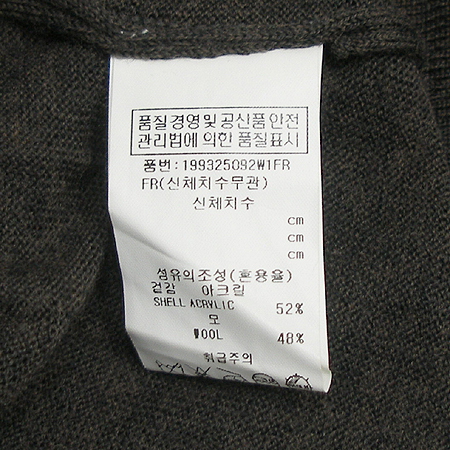 품질경영및공산품안전
관리법에의한품질표시
품번:199325092W1FR
FR(신체치수무관)
신체치수
cm
cm
cm
섬유의조성(혼용율)
겉감 아크릴
SHELL ACRYLIC 52%
모
WOOL 48%
취급주의